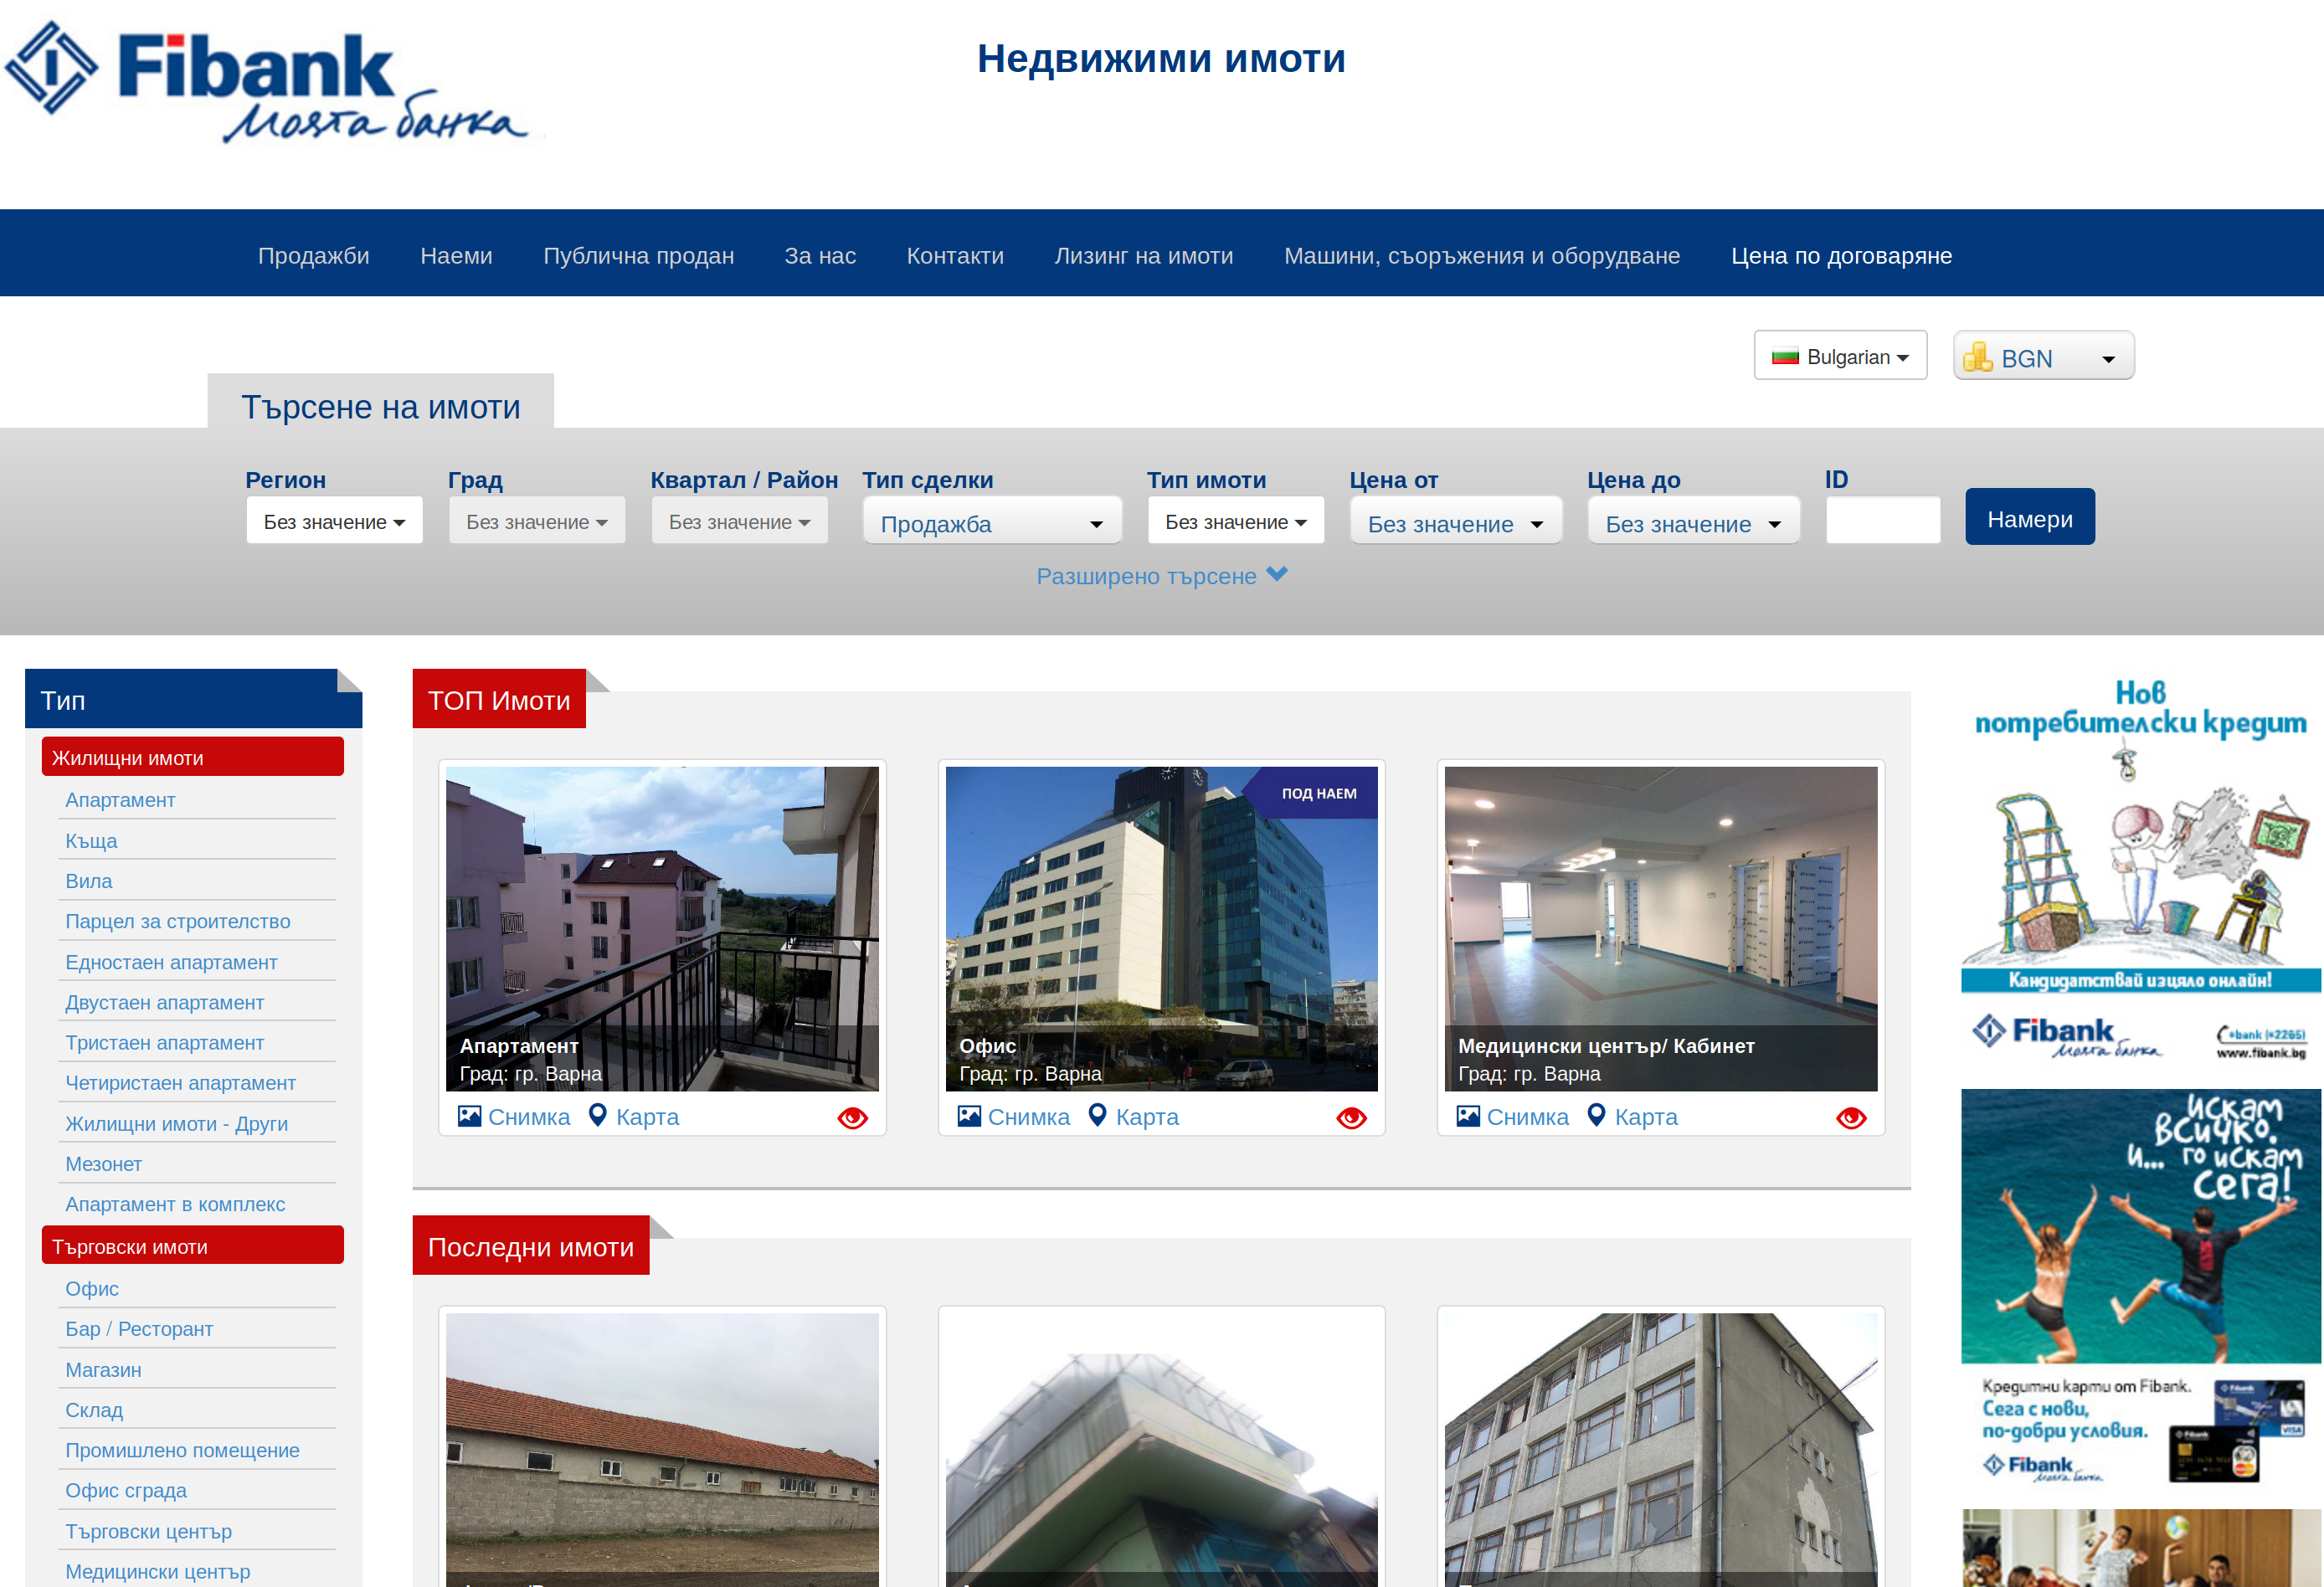 Fibank
Моята банка
Недвижими имоти
Продажби Наеми Публична продан За нас Контакти Лизинг на имоти Машини, съоръжения и оборудване Цена по договаряне
Bulgarian BGN
Търсене на имоти
Регион Град Квартал / Район Тип сделки Тип имоти Цена от Цена до ID
Без значение Без значение Без значение Продажба Без значение Без значение Без значение Намери
Разширено търсене
Тип
Жилищни имоти
Апартамент
Къща
Вила
Парцел за строителство
Едностаен апартамент
Двустаен апартамент
Тристаен апартамент
Четиристаен апартамент
Жилищни имоти - Други
Мезонет
Апартамент в комплекс
Търговски имоти
Офис
Бар / Ресторант
Магазин
Склад
Промишлено помещение
Офис сграда
Търговски център
Медицински център
ТОП Имоти
Апартамент
Град: гр. Варна
Снимка Карта
ПОД НАЕМ
Офис
Град: гр. Варна
Снимка Карта
Медицински център/ Кабинет
Град: гр. Варна
Снимка Карта
Последни имоти
Нов
потребителски кредит
Кандидатствай изцяло онлайн!
Fibank
Моята банка
*bank (*2265)
www.fibank.bg
искам
всичко.
и... го искам
сега!
Кредитни карти от Fibank.
Сега с нови,
по-добри условия.
Fibank
Моята банка
VISA